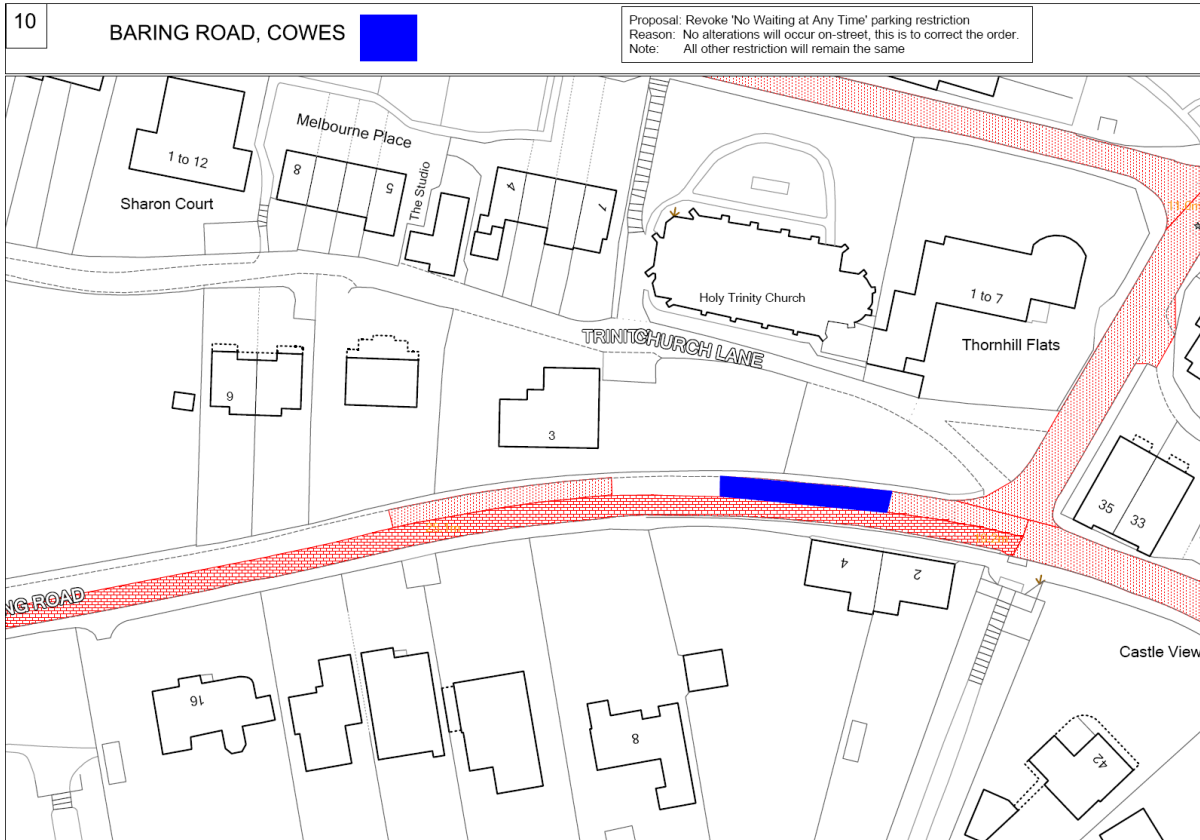 10
BARING ROAD, COWES
Proposal: Revoke 'No Waiting at Any Time' parking restriction
Reason: No alterations will occur on-street, this is to correct the order.
Note: All other restriction will remain the same
Melbourne Place
1 to 12
8
5
The Studio
4
1
Sharon Court
Holy Trinity Church
1 to 7
Thornhill Flats
CHURCH LANE
9
3
35
33
4
2
NG ROAD
Castle View
16
8
42